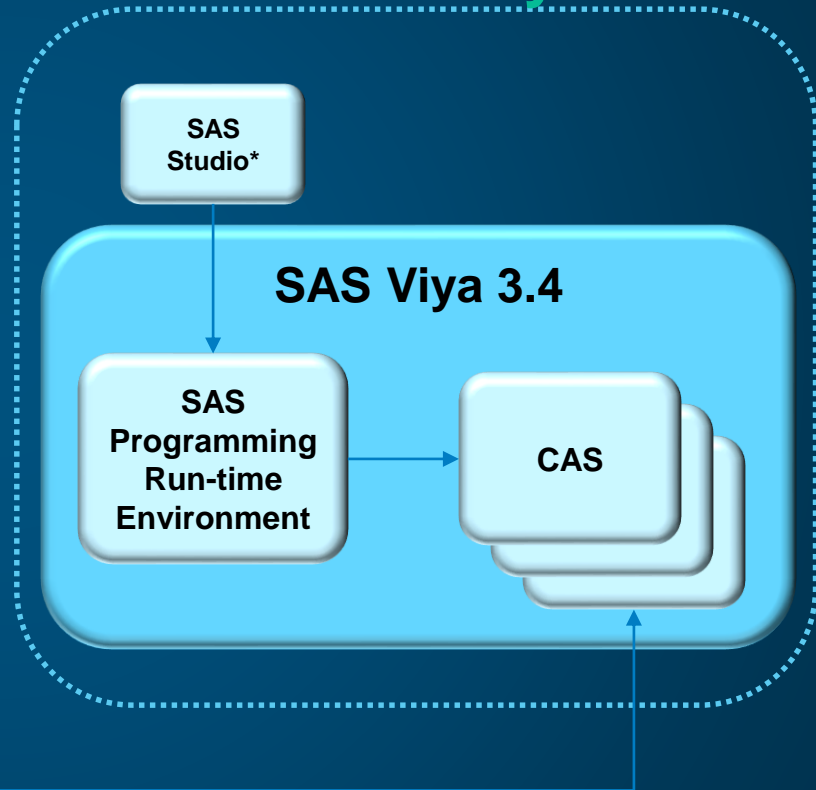 SAS
Studio*
SAS Viya 3.4
SAS
Programming
Run-time
Environment
CAS